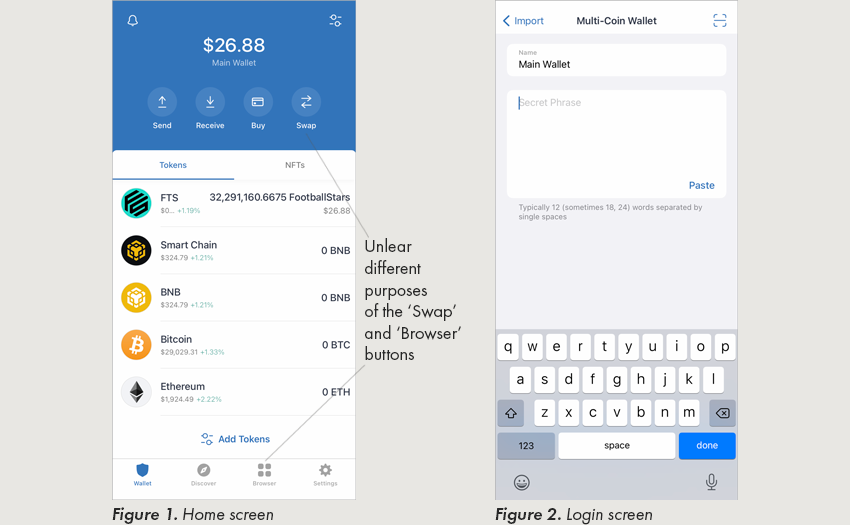 $26.88
Main Wallet
Send Receive Buy Swap
Tokens NFTs
FTS 32,291,160.6675 FootballStars
$0... +1.19% $26.88
Smart Chain
$324.79 +1.21%
0 BNB
BNB
$324.79 +1.21%
0 BNB
Bitcoin
$29,029.31 +1.33%
0 BTC
Ethereum
$1,924.49 +2.22%
0 ETH
Add Tokens
Wallet Discover Browser Settings
Figure 1. Home screen
Unlear
different
purposes
of the ‘Swap’
and ‘Browser’
buttons
Import Multi-Coin Wallet
Name
Main Wallet
Secret Phrase
Paste
Typically 12 (sometimes 18, 24) words separated by
single spaces
q w e r t y u i o p
a s d f g h j k l
z x c v b n m
123 space done
Figure 2. Login screen